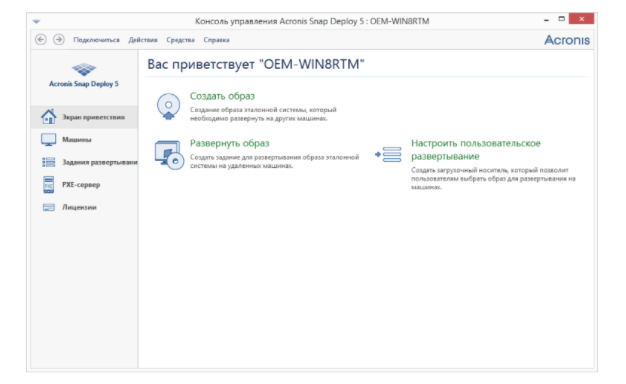 Консоль управления Acronis Snap Deploy 5 : OEM-WIN8RTM
Подключиться Действия Средства Справка
Acronis
Acronis Snap Deploy 5
Экран приветствия
Машины
Задания развертывани
PXE-сервер
Лицензии
Вас приветствует "OEM-WIN8RTM"
Создать образ
Создание образа эталонной системы, который
необходимо развернуть на других машинах.
Развернуть образ
Создать задание для развертывания образа эталонной
системы на удаленных машинах.
Настроить пользовательское
развертывание
Создать загрузочный носитель, который позволит
пользователям выбрать образ для развертывания на
машинах.